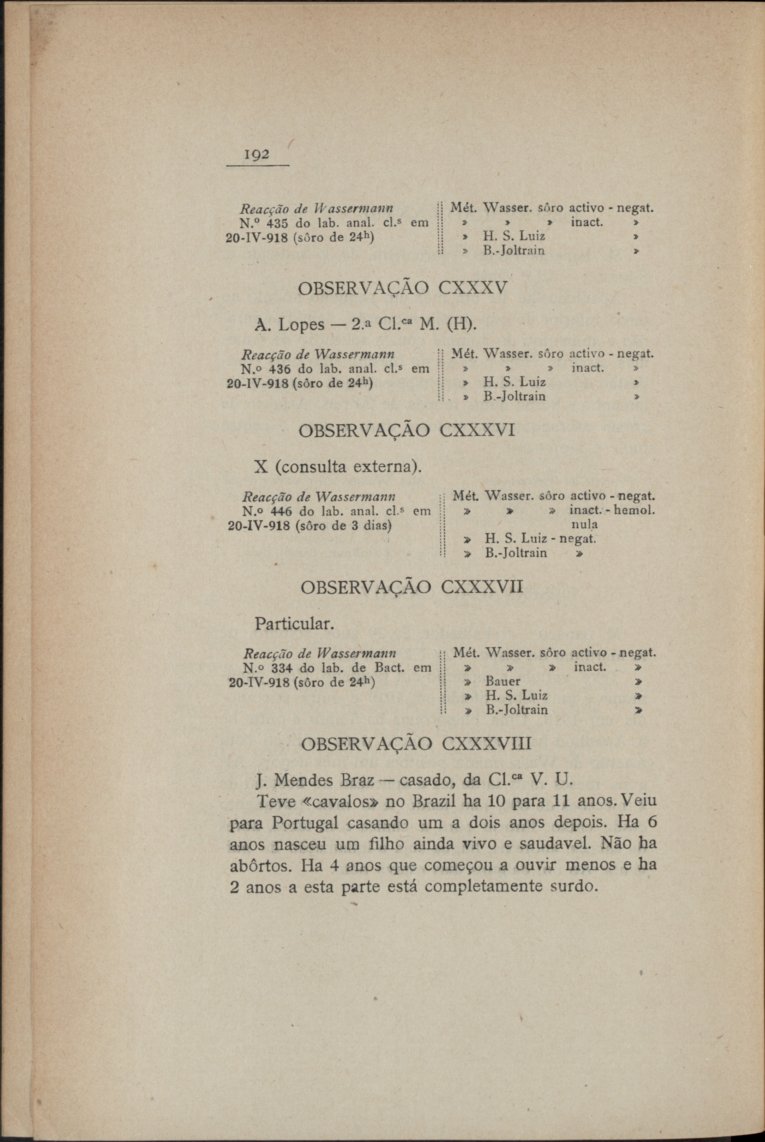 192
Reacção de Wassermann
N.º 435 do lab. anal. cl.s em
20-IV-918 (sôro de 24h)
Mét. Wasser. sôro activo - negat.
» » » inact. »
» H. S. Luiz »
» B.-Joltrain »
OBSERVAÇÃO CXXXV
A. Lopes — 2.ª Cl.ca M. (H).
Reacção de Wassermann
N.º 436 do lab. anal. cl.s em
20-IV-918 (sôro de 24h)
Mét. Wasser. sôro activo - negat.
» » » inact. »
» H. S. Luiz »
» B.-Joltrain »
OBSERVAÇÃO CXXXVI
X (consulta externa).
Reacção de Wassermann
N.º 446 do lab. anal. cl.s em
20-IV-918 (sôro de 3 dias)
Mét. Wasser. sôro activo - negat.
» » » inact. - hemol.
nula
» H. S. Luiz - negat.
» B.-Joltrain »
OBSERVAÇÃO CXXXVII
Particular.
Reacção de Wassermann
N.º 334 do lab. de Bact. em
20-IV-918 (sôro de 24h)
Mét. Wasser. sôro activo - negat.
» » » inact. »
» Bauer »
» H. S. Luiz »
» B.-Joltrain »
OBSERVAÇÃO CXXXVIII
J. Mendes Braz — casado, da Cl.ca V. U.
Teve «cavalos» no Brazil ha 10 para 11 anos. Veiu
para Portugal casando um a dois anos depois. Ha 6
anos nasceu um filho ainda vivo e saudavel. Não ha
abôrtos. Ha 4 anos que começou a ouvir menos e ha
2 anos a esta parte está completamente surdo.